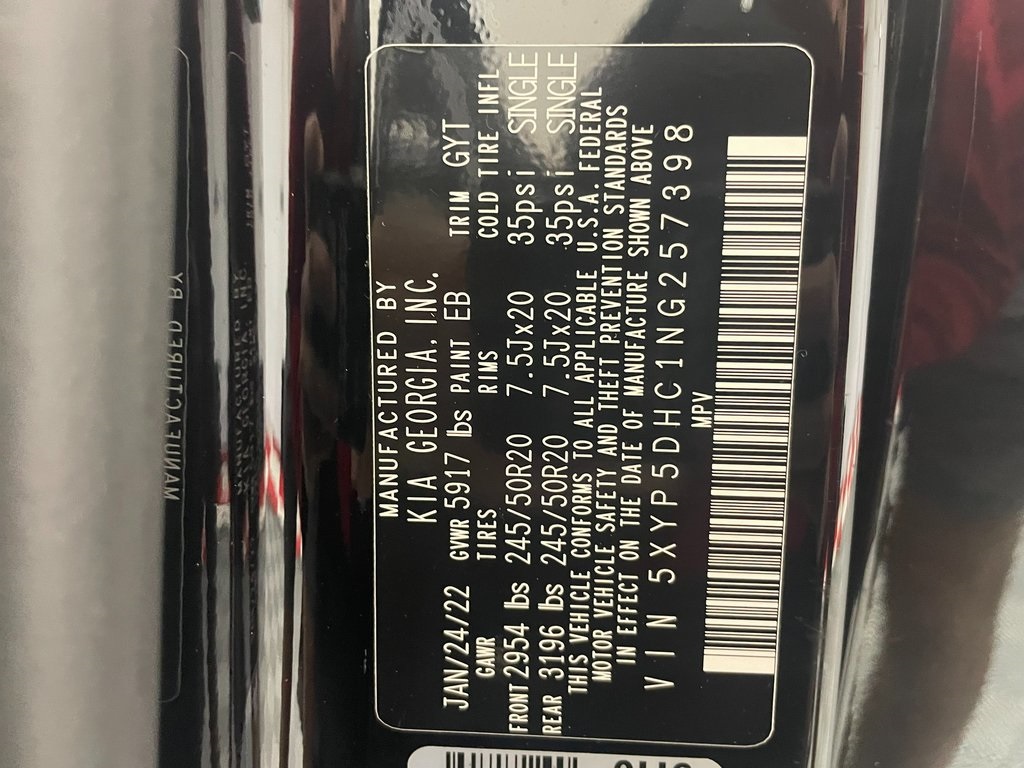 MANUFACTURED BY
KIA GEORGIA, INC.
JAN/24/22 GVWR 5917 lbs PAINT EB TRIM GYT
GAWR TIRES RIMS COLD TIRE INFL
FRONT 2954 lbs 245/50R20 7.5Jx20 35psi SINGLE
REAR 3196 lbs 245/50R20 7.5Jx20 35psi SINGLE
THIS VEHICLE CONFORMS TO ALL APPLICABLE U.S.A. FEDERAL
MOTOR VEHICLE SAFETY AND THEFT PREVENTION STANDARDS
IN EFFECT ON THE DATE OF MANUFACTURE SHOWN ABOVE
VIN 5XYP5DHC1NG257398
MPV
MANUFACTURED BY